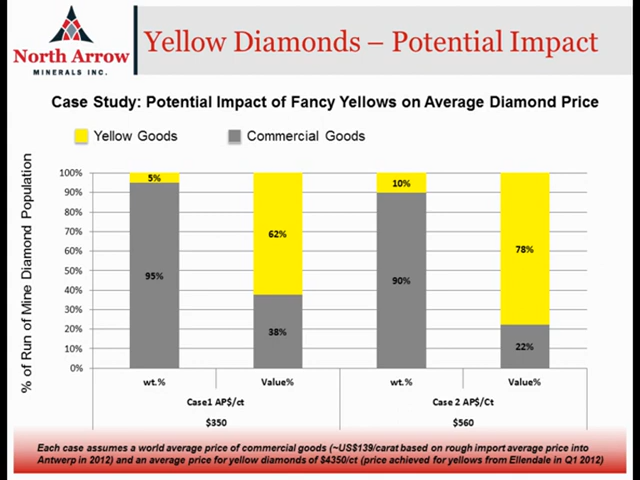 North Arrow
MINERALS INC.
Yellow Diamonds – Potential Impact
Case Study: Potential Impact of Fancy Yellows on Average Diamond Price
Yellow Goods
Commercial Goods
% of Run of Mine Diamond Population
100%
90%
80%
70%
60%
50%
40%
30%
20%
10%
0%
5%
95%
62%
38%
10%
90%
78%
22%
wt.%
Value%
wt.%
Value%
Case1 AP$/ct
Case 2 AP$/Ct
$350
$560
Each case assumes a world average price of commercial goods (~US$139/carat based on rough import average price into
Antwerp in 2012) and an average price for yellow diamonds of $4350/ct (price achieved for yellows from Ellendale in Q1 2012)